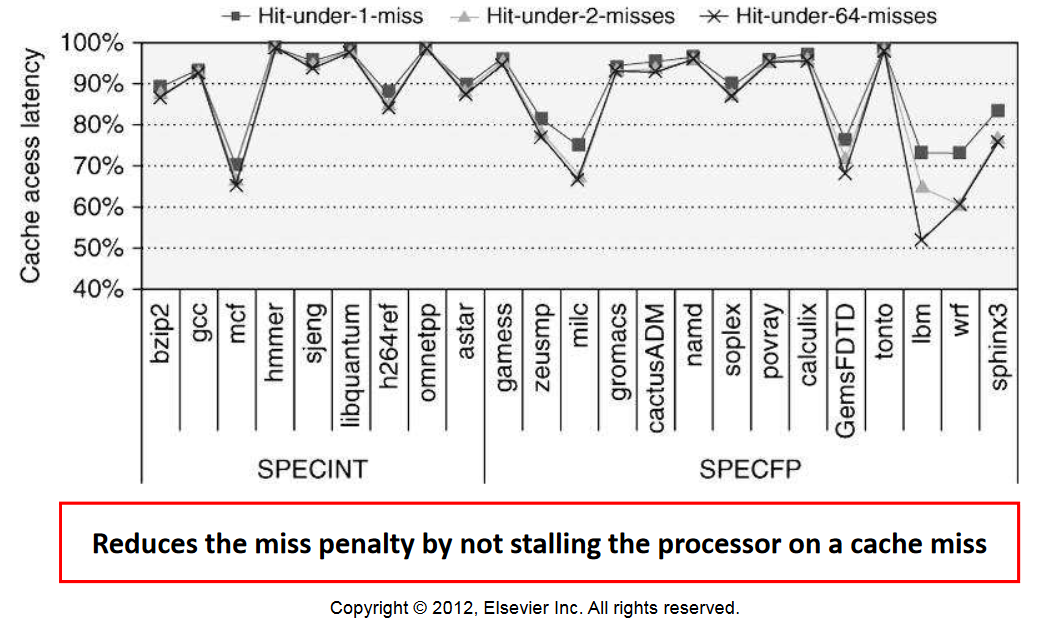 Hit-under-1-miss Hit-under-2-misses Hit-under-64-misses
100%
90%
80%
70%
60%
50%
40%
Cache acess latency
bzip2
gcc
mcf
hmmer
sjeng
libquantum
h264ref
omnetpp
astar
gamess
zeusmp
milc
gromacs
cactusADM
namd
soplex
povray
calculix
GemsFDTD
tonto
lbm
wrf
sphinx3
SPECINT SPECFP
Reduces the miss penalty by not stalling the processor on a cache miss
Copyright © 2012, Elsevier Inc. All rights reserved.